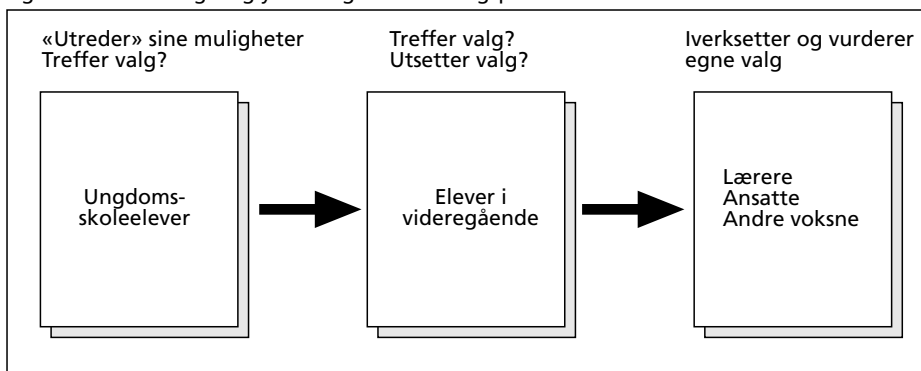 «Utreder» sine muligheter
Treffer valg?
Treffer valg?
Utsetter valg?
Iverksetter og vurderer
egne valg
Ungdoms-
skoleelever
Elever i
videregående
Lærere
Ansatte
Andre voksne